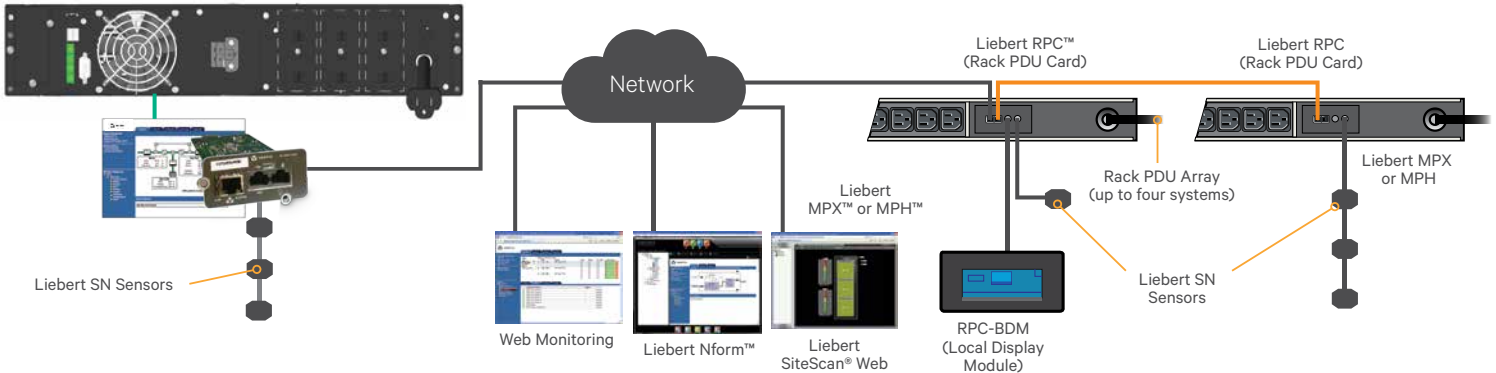 Liebert RPC™
(Rack PDU Card)
Liebert RPC
(Rack PDU Card)
Network
Liebert MPX
or MPH
Rack PDU Array
(up to four systems)
Liebert
MPX™ or MPH™
Liebert SN Sensors
Liebert SN
Sensors
Web Monitoring
Liebert Nform™
Liebert
SiteScan® Web
RPC-BDM
(Local Display
Module)